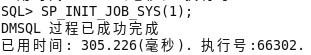 SQL> SP_INIT_JOB_SYS(1);
DMSQL 过程已成功完成
已用时间: 305.226(毫秒). 执行号:66302.